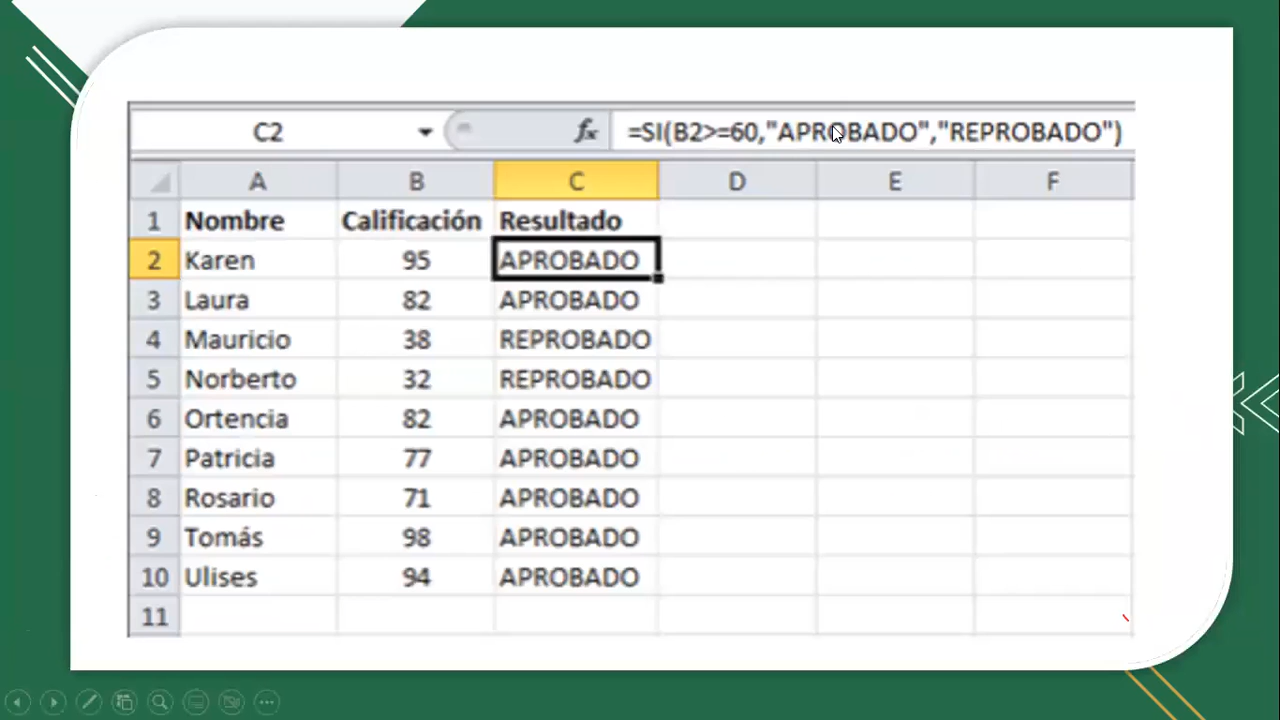 C2 fx =SI(B2>=60,"APROBADO","REPROBADO")
A B C D E F
1 Nombre Calificación Resultado
2 Karen 95 APROBADO
3 Laura 82 APROBADO
4 Mauricio 38 REPROBADO
5 Norberto 32 REPROBADO
6 Ortencia 82 APROBADO
7 Patricia 77 APROBADO
8 Rosario 71 APROBADO
9 Tomás 98 APROBADO
10 Ulises 94 APROBADO
11